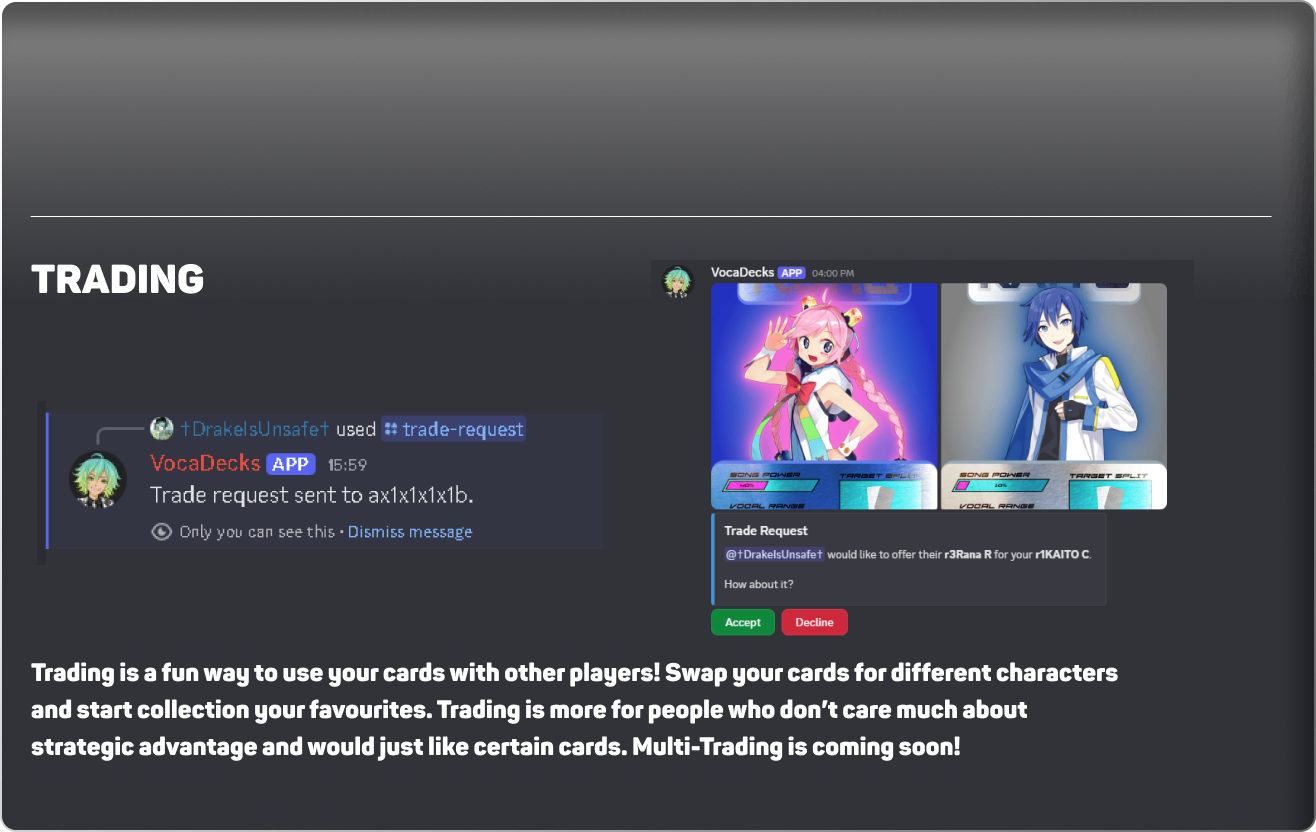 TRADING
†DrakeIsUnsafe† used trade-request
VocaDecks APP 15:59
Trade request sent to ax1x1x1x1b.
Only you can see this • Dismiss message
VocaDecks APP 04:00 PM
SONG POWER TARGET SPLIT SONG POWER TARGET SPLIT
VOCAL RANGE VOCAL RANGE
Trade Request
@†DrakeIsUnsafe† would like to offer their r3Rana R for your r1KAITO C.
How about it?
Accept Decline
Trading is a fun way to use your cards with other players! Swap your cards for different characters
and start collection your favourites. Trading is more for people who don’t care much about
strategic advantage and would just like certain cards. Multi-Trading is coming soon!